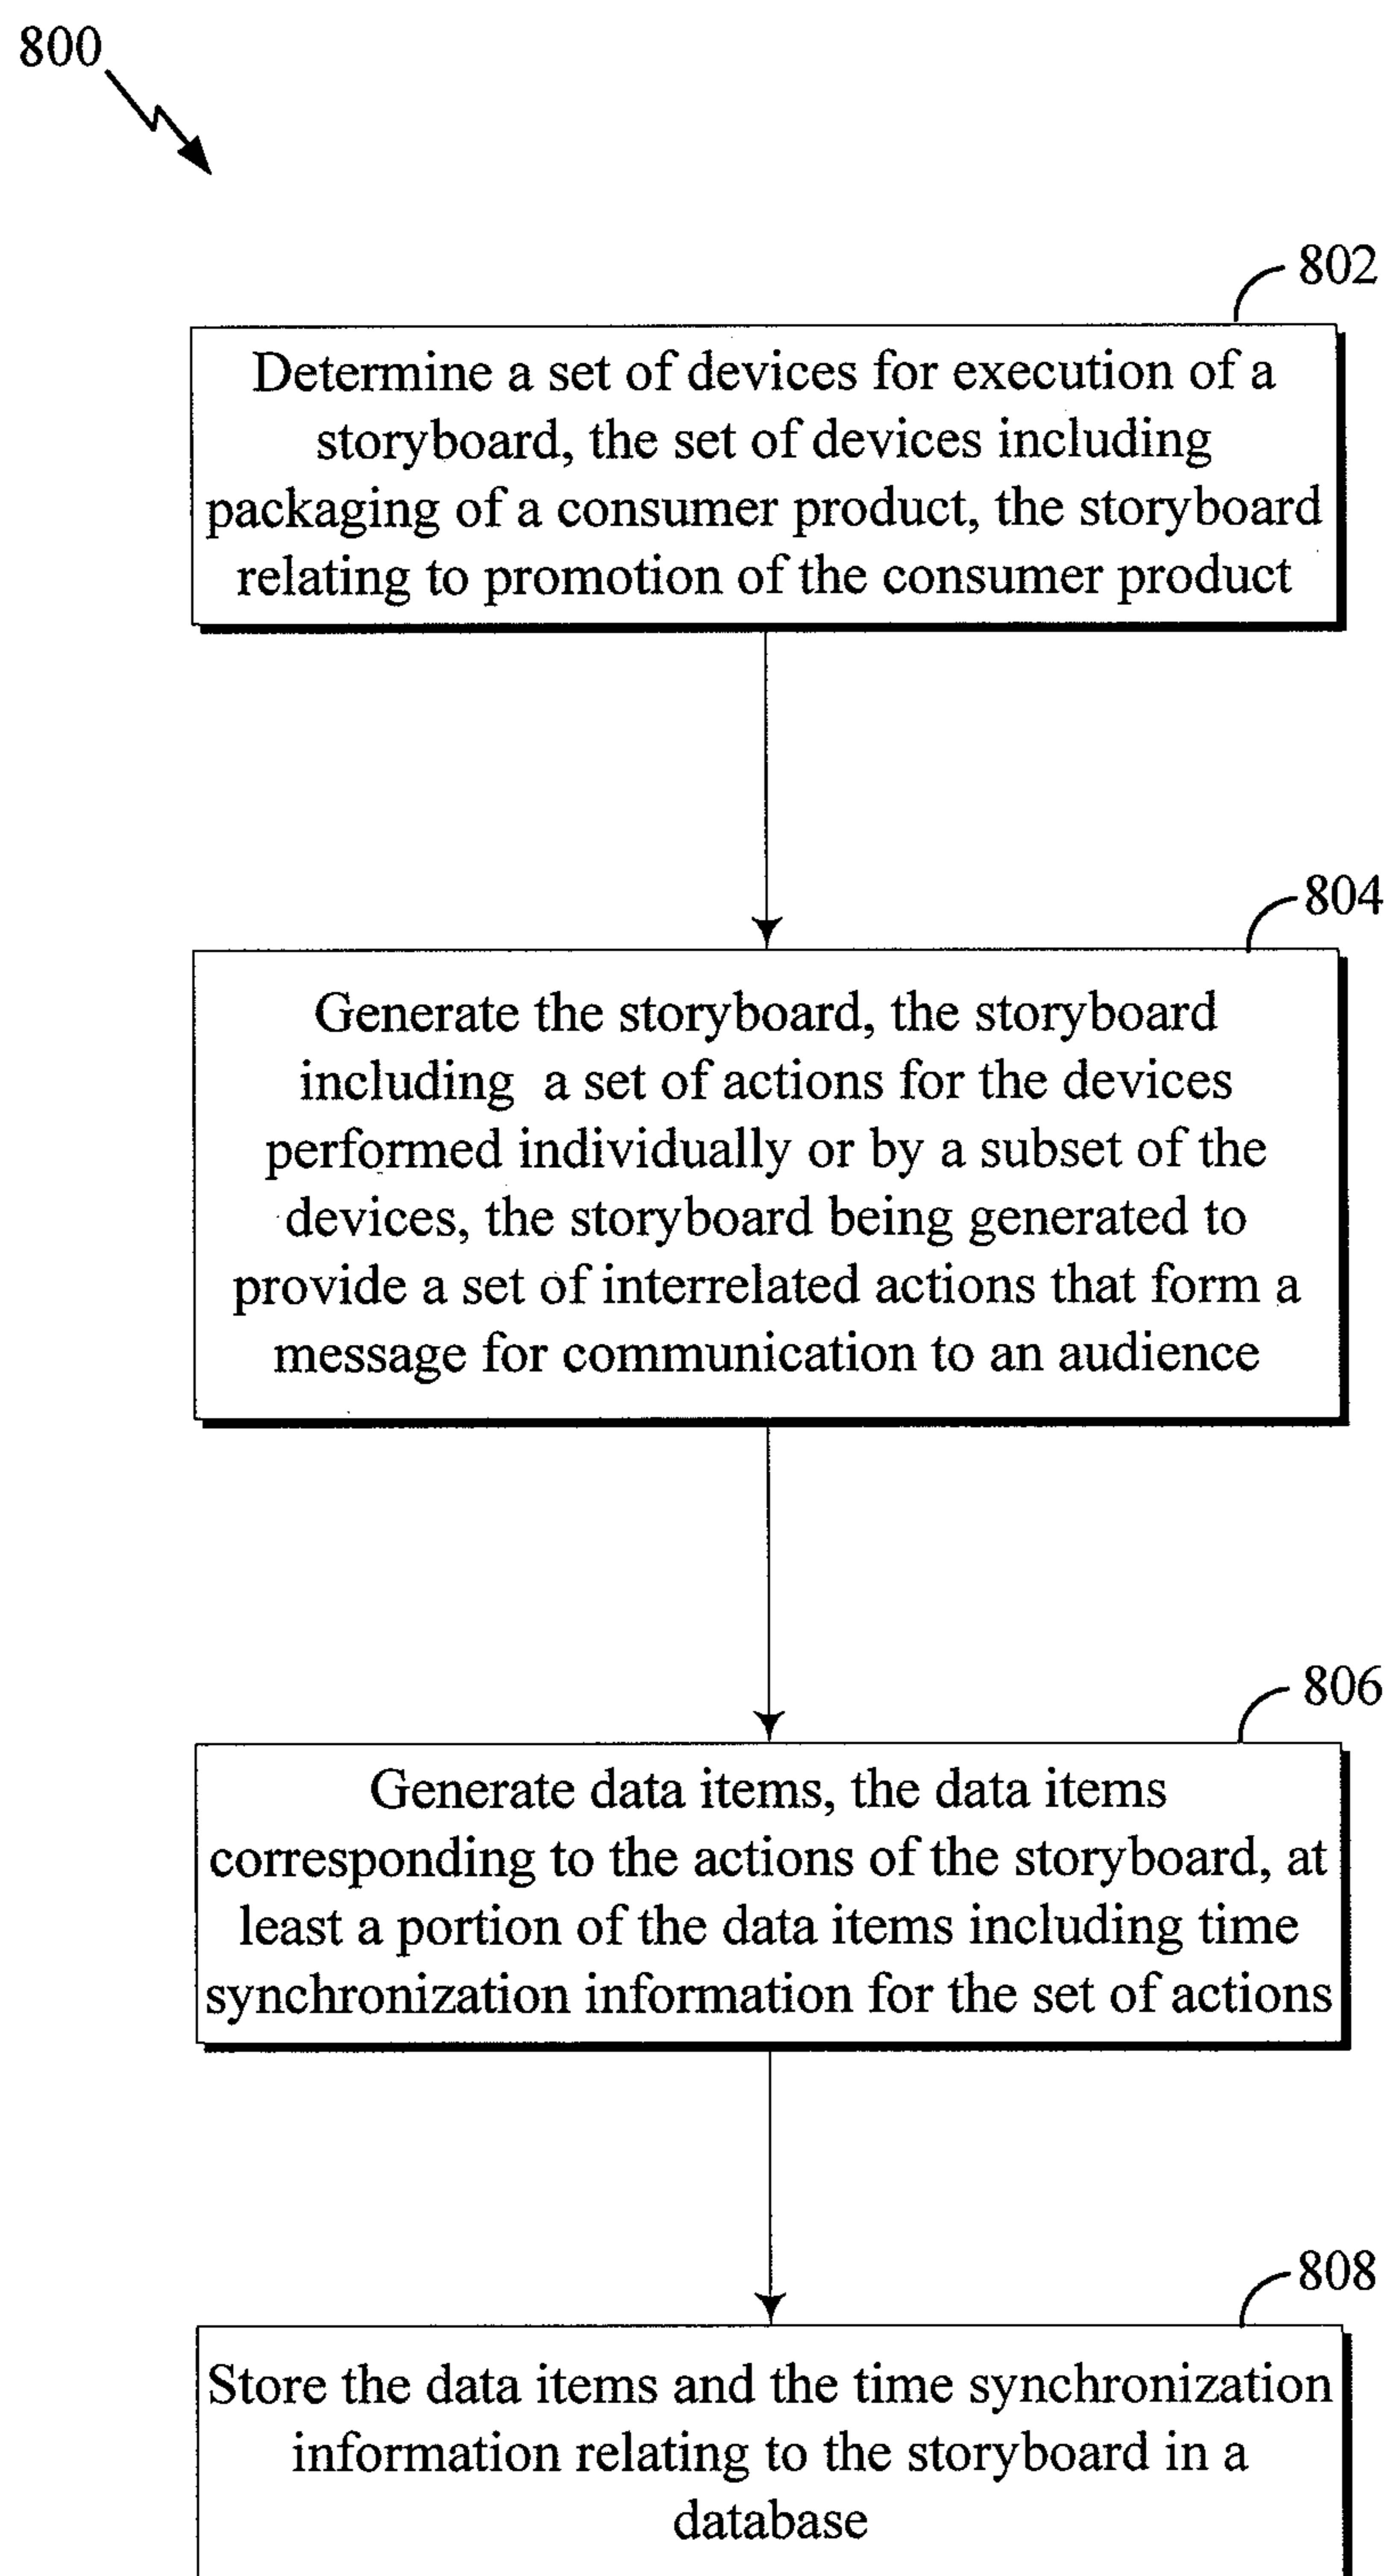 800
802
Determine a set of devices for execution of a
storyboard, the set of devices including
packaging of a consumer product, the storyboard
relating to promotion of the consumer product
804
Generate the storyboard, the storyboard
including a set of actions for the devices
performed individually or by a subset of the
devices, the storyboard being generated to
provide a set of interrelated actions that form a
message for communication to an audience
806
Generate data items, the data items
corresponding to the actions of the storyboard, at
least a portion of the data items including time
synchronization information for the set of actions
808
Store the data items and the time synchronization
information relating to the storyboard in a
database